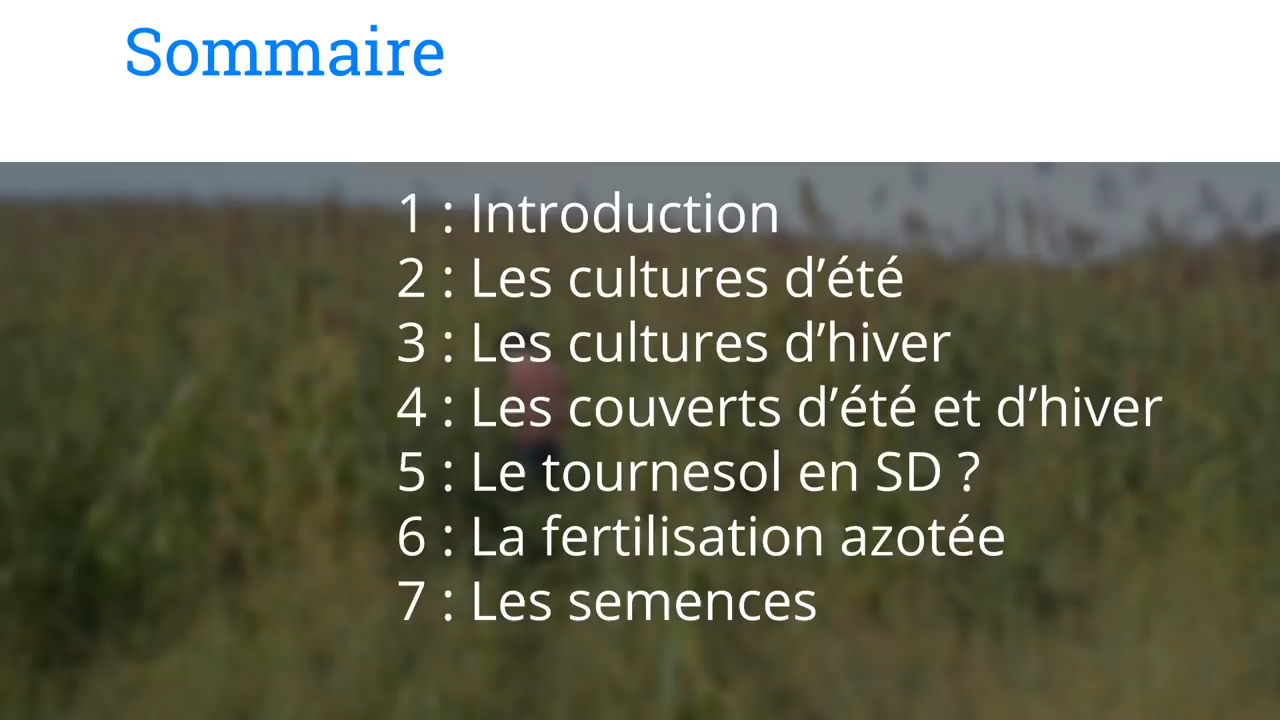 Sommaire
1 : Introduction
2 : Les cultures d’été
3 : Les cultures d’hiver
4 : Les couverts d’été et d’hiver
5 : Le tournesol en SD ?
6 : La fertilisation azotée
7 : Les semences